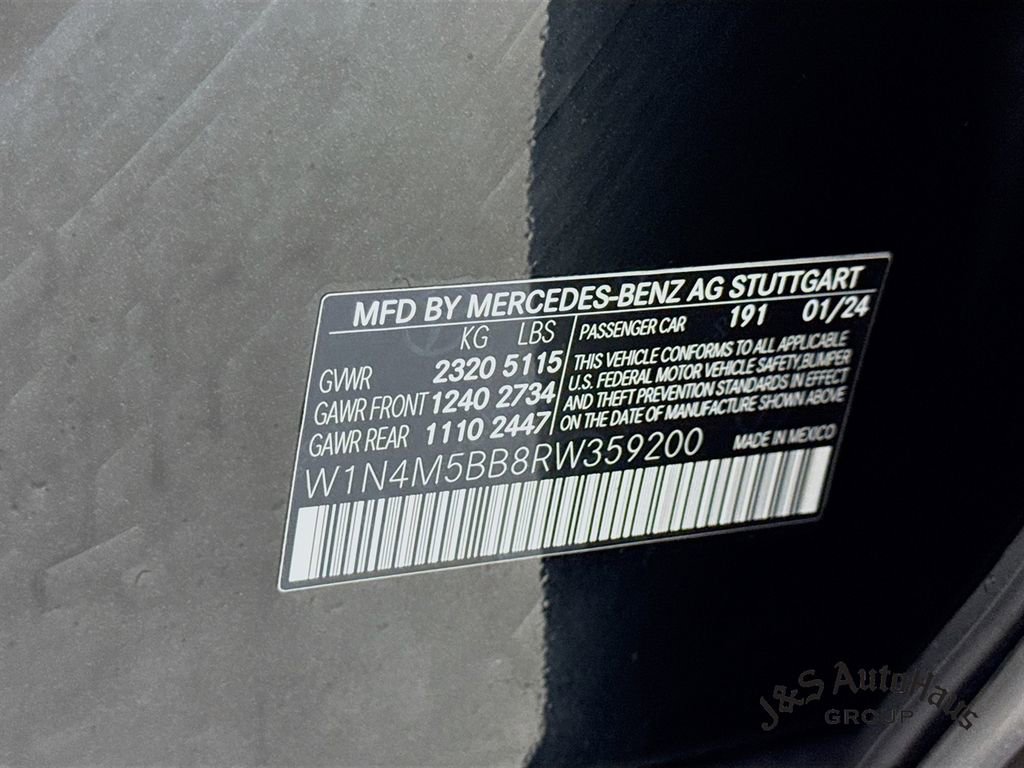 MFD BY MERCEDES-BENZ AG STUTTGART
KG LBS
GVWR 2320 5115
GAWR FRONT 1240 2734
GAWR REAR 1110 2447
PASSENGER CAR 191 01/24
THIS VEHICLE CONFORMS TO ALL APPLICABLE
U.S. FEDERAL MOTOR VEHICLE SAFETY, BUMPER
AND THEFT PREVENTION STANDARDS IN EFFECT
ON THE DATE OF MANUFACTURE SHOWN ABOVE
W1N4M5BB8RW359200 MADE IN MEXICO
J&S AutoHaus
GROUP